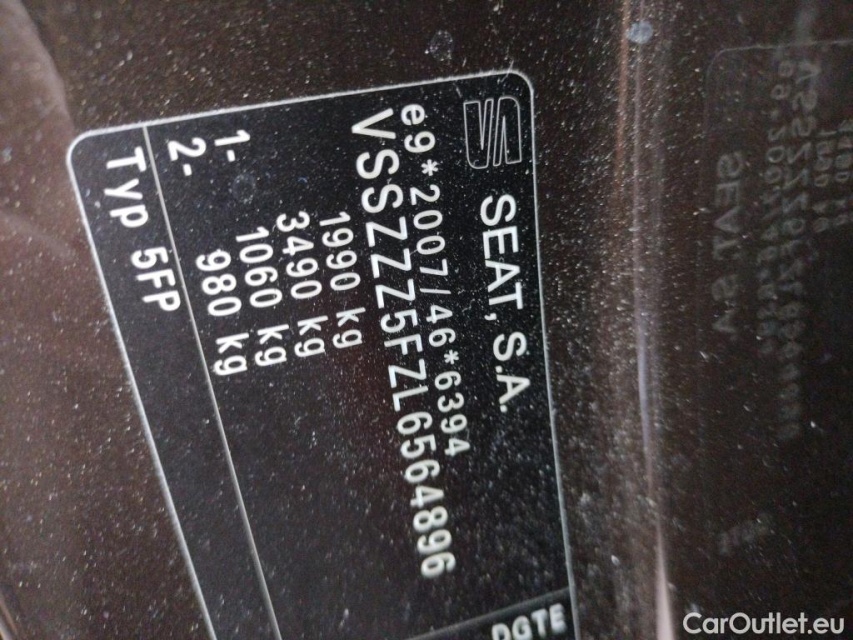 SEAT, S.A.
e9*2007/46*6394
VSSZZZ5FZL6564896
1990 kg
3490 kg
1- 1060 kg
2- 980 kg
Typ 5FP
DGTE
CarOutlet.eu